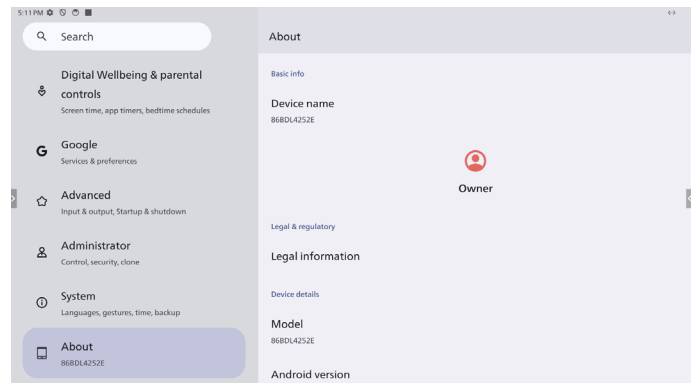 5:11 PM
Search
Digital Wellbeing & parental
controls
Screen time, app timers, bedtime schedules
Google
Services & preferences
Advanced
Input & output, Startup & shutdown
Administrator
Control, security, clone
System
Languages, gestures, time, backup
About
86BDL4252E
About
Basic info
Device name
86BDL4252E
Owner
Legal & regulatory
Legal information
Device details
Model
86BDL4252E
Android version